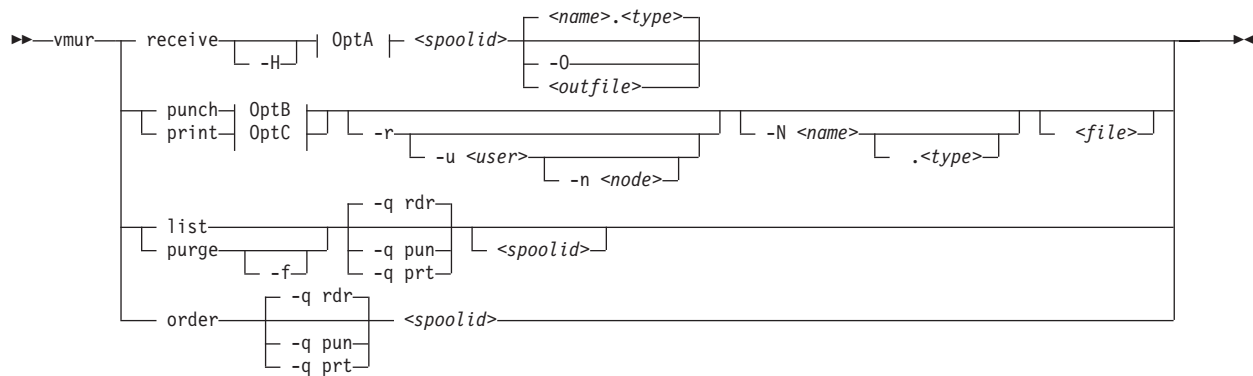 <name>.<type>
vmur receive OptA <spoolid>
-H -O
<outfile>
punch OptB
print OptC -r -N <name> <file>
-u <user> .<type>
-n <node>
-q rdr
list
purge -q pun <spoolid>
-f -q prt
-q rdr
order <spoolid>
-q pun
-q prt